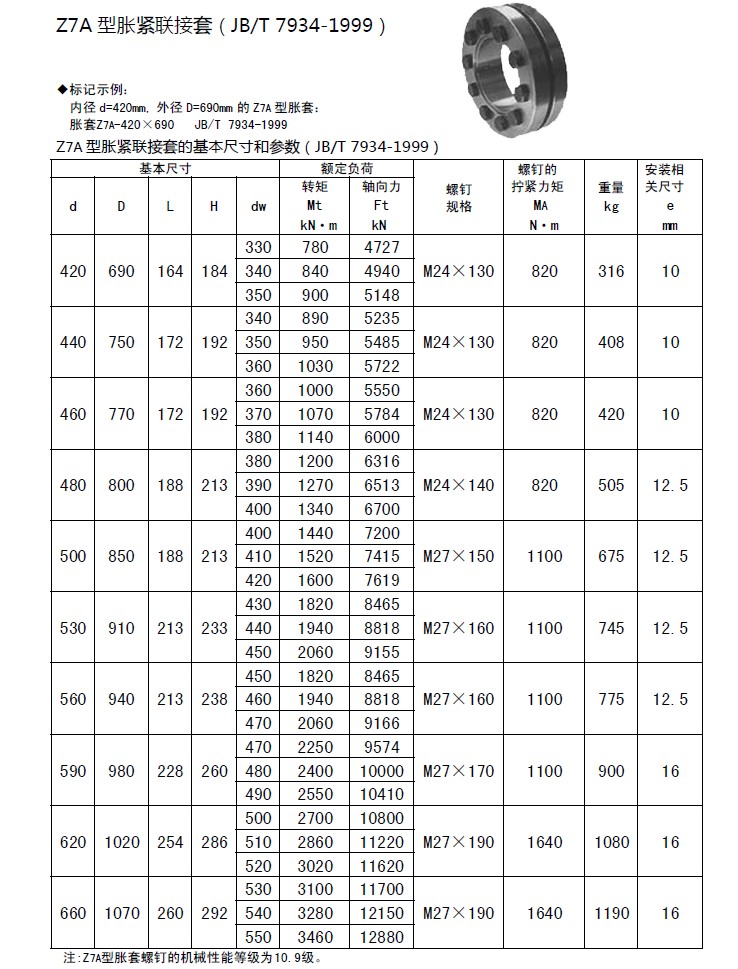 Z7A 型胀紧联接套（JB/T 7934-1999）
◆标记示例：
内径 d=420mm, 外径 D=690mm 的 Z7A 型胀套：
胀套Z7A-420×690 JB/T 7934-1999
Z7A 型胀紧联接套的基本尺寸和参数（JB/T 7934-1999）
基本尺寸 额定负荷 螺钉规格 螺钉的拧紧力矩 MA N·m 重量 kg 安装相关尺寸 e mm
d D L H dw 转矩 Mt kN·m 轴向力 Ft kN
330 780 4727
420 690 164 184 340 840 4940 M24×130 820 316 10
350 900 5148
340 890 5235
440 750 172 192 350 950 5485 M24×130 820 408 10
360 1030 5722
360 1000 5550
460 770 172 192 370 1070 5784 M24×130 820 420 10
380 1140 6000
380 1200 6316
480 800 188 213 390 1270 6513 M24×140 820 505 12.5
400 1340 6700
400 1440 7200
500 850 188 213 410 1520 7415 M27×150 1100 675 12.5
420 1600 7619
430 1820 8465
530 910 213 233 440 1940 8818 M27×160 1100 745 12.5
450 2060 9155
450 1820 8465
560 940 213 238 460 1940 8818 M27×160 1100 775 12.5
470 2060 9166
470 2250 9574
590 980 228 260 480 2400 10000 M27×170 1100 900 16
490 2550 10410
500 2700 10800
620 1020 254 286 510 2860 11220 M27×190 1640 1080 16
520 3020 11620
530 3100 11700
660 1070 260 292 540 3280 12150 M27×190 1640 1190 16
550 3460 12880
注：Z7A型胀套螺钉的机械性能等级为10.9级。